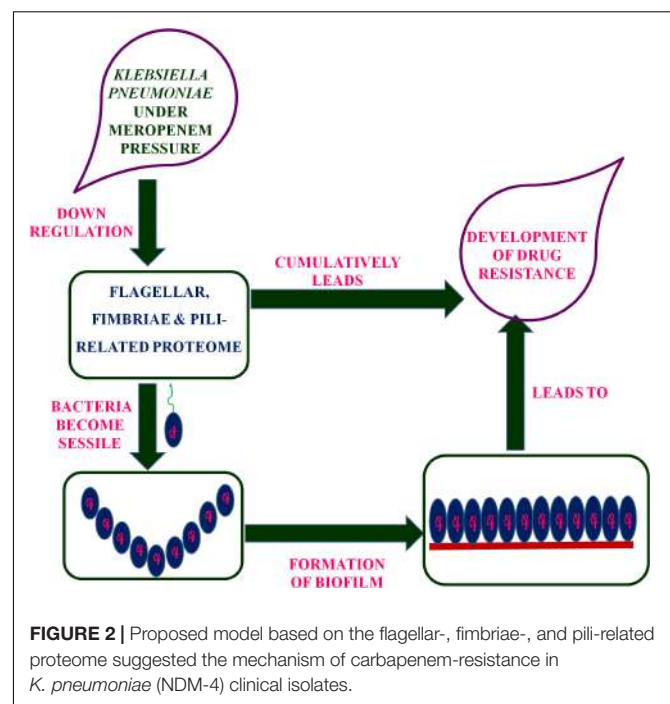 KLEBSIELLA
PNEUMONIAE
UNDER
MEROPENEM
PRESSURE
DOWN
REGULATION
FLAGELLAR,
FIMBRIAE & PILI-
RELATED PROTEOME
CUMULATIVELY
LEADS
DEVELOPMENT
OF DRUG
RESISTANCE
BACTERIA
BECOME
SESSILE
LEADS TO
FORMATION
OF BIOFILM
FIGURE 2 | Proposed model based on the flagellar-, fimbriae-, and pili-related
proteome suggested the mechanism of carbapenem-resistance in
K. pneumoniae (NDM-4) clinical isolates.